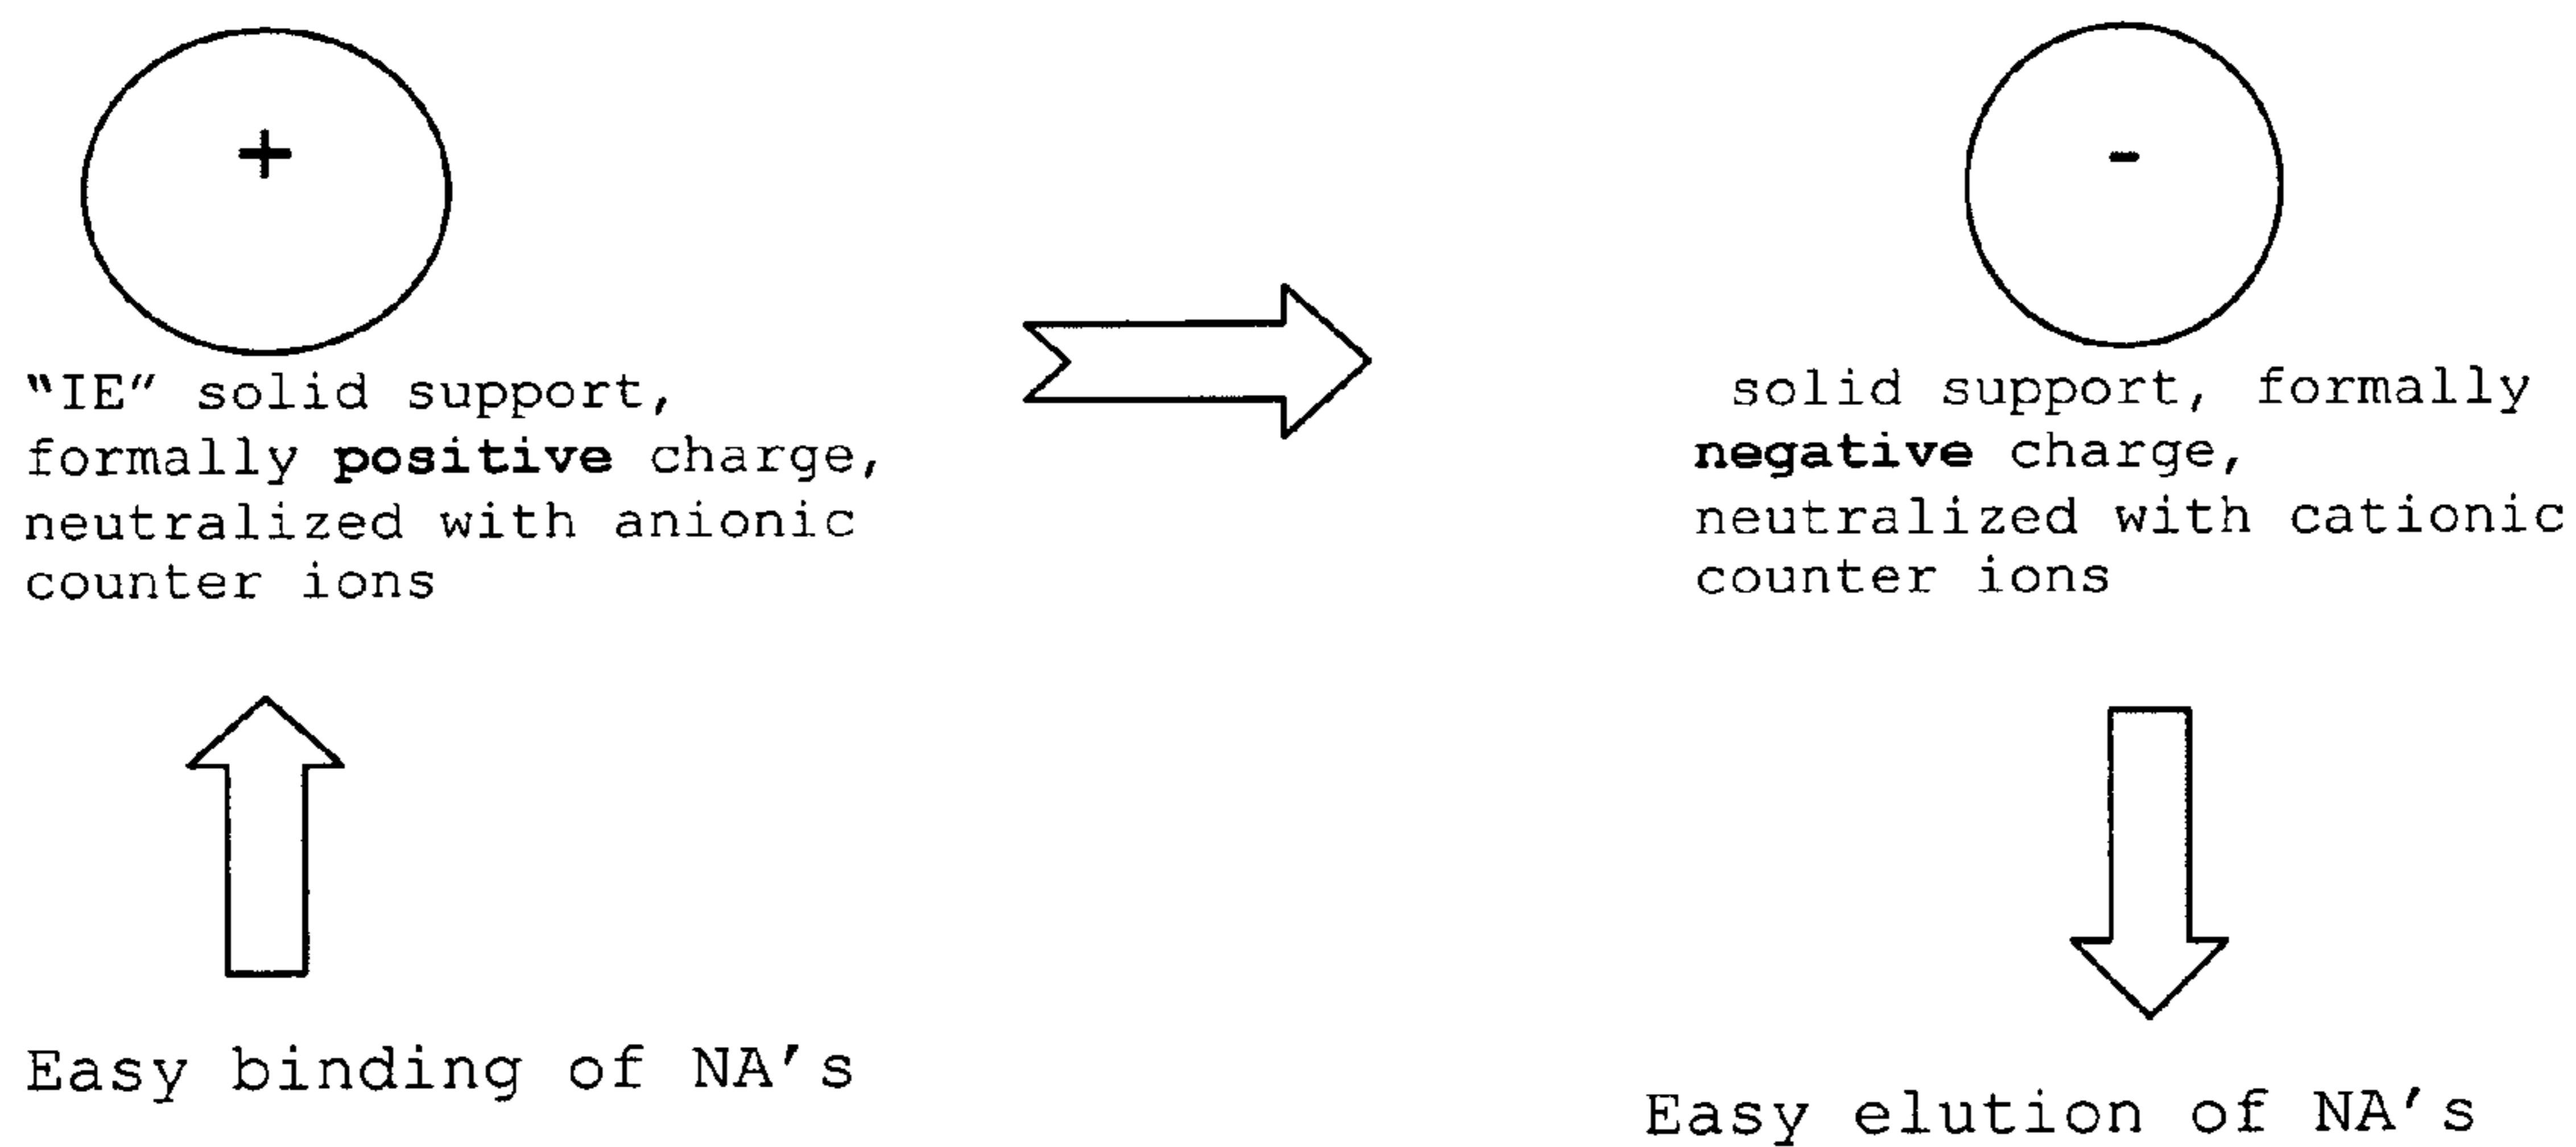 +
"IE" solid support,
formally positive charge,
neutralized with anionic
counter ions
Easy binding of NA's
-
solid support, formally
negative charge,
neutralized with cationic
counter ions
Easy elution of NA's